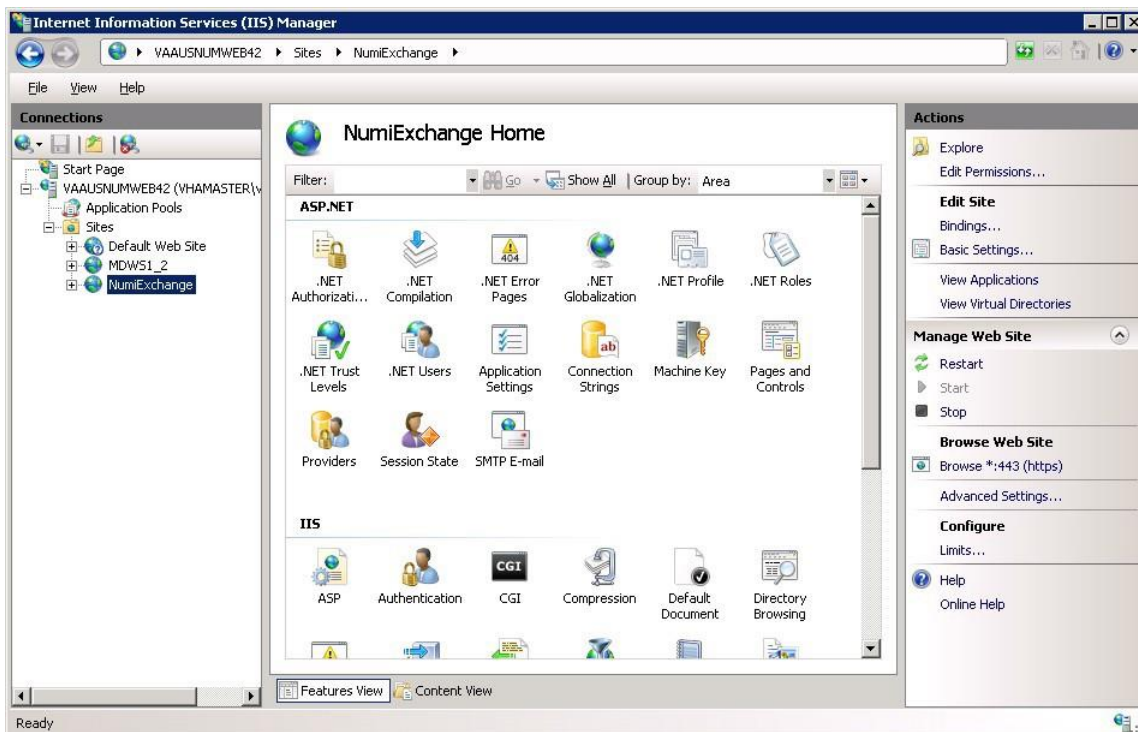 Internet Information Services (IIS) Manager
VAAUSNUMWEB42 Sites NumiExchange
File View Help
Connections
Start Page
VAAUSNUMWEB42 (VHAMASTER\v
Application Pools
Sites
Default Web Site
MDWS1_2
NumiExchange
NumiExchange Home
Filter: Go Show All Group by: Area
ASP.NET
.NET Authorizati...
.NET Compilation
.NET Error Pages
.NET Globalization
.NET Profile
.NET Roles
.NET Trust Levels
.NET Users
Application Settings
Connection Strings
Machine Key
Pages and Controls
Providers
Session State
SMTP E-mail
IIS
ASP
Authentication
CGI
Compression
Default Document
Directory Browsing
Features View Content View
Actions
Explore
Edit Permissions...
Edit Site
Bindings...
Basic Settings...
View Applications
View Virtual Directories
Manage Web Site
Restart
Start
Stop
Browse Web Site
Browse *:443 (https)
Advanced Settings...
Configure
Limits...
Help
Online Help
Ready